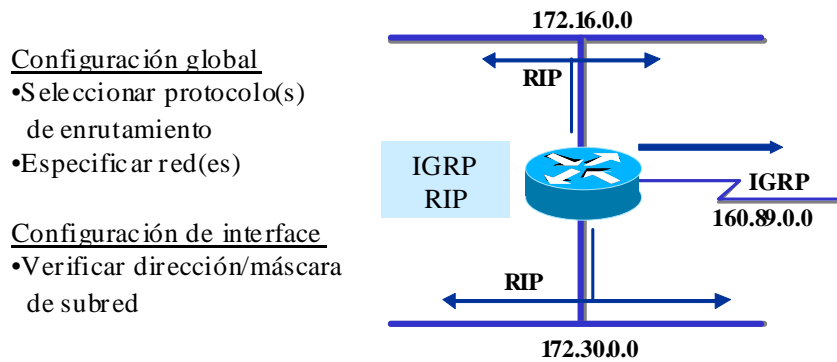 172.16.0.0
Configuración global
•Seleccionar protocolo(s)
de enrutamiento
•Especificar red(es)
RIP
IGRP
RIP
IGRP
160.89.0.0
Configuración de interface
•Verificar dirección/máscara
de subred
RIP
172.30.0.0